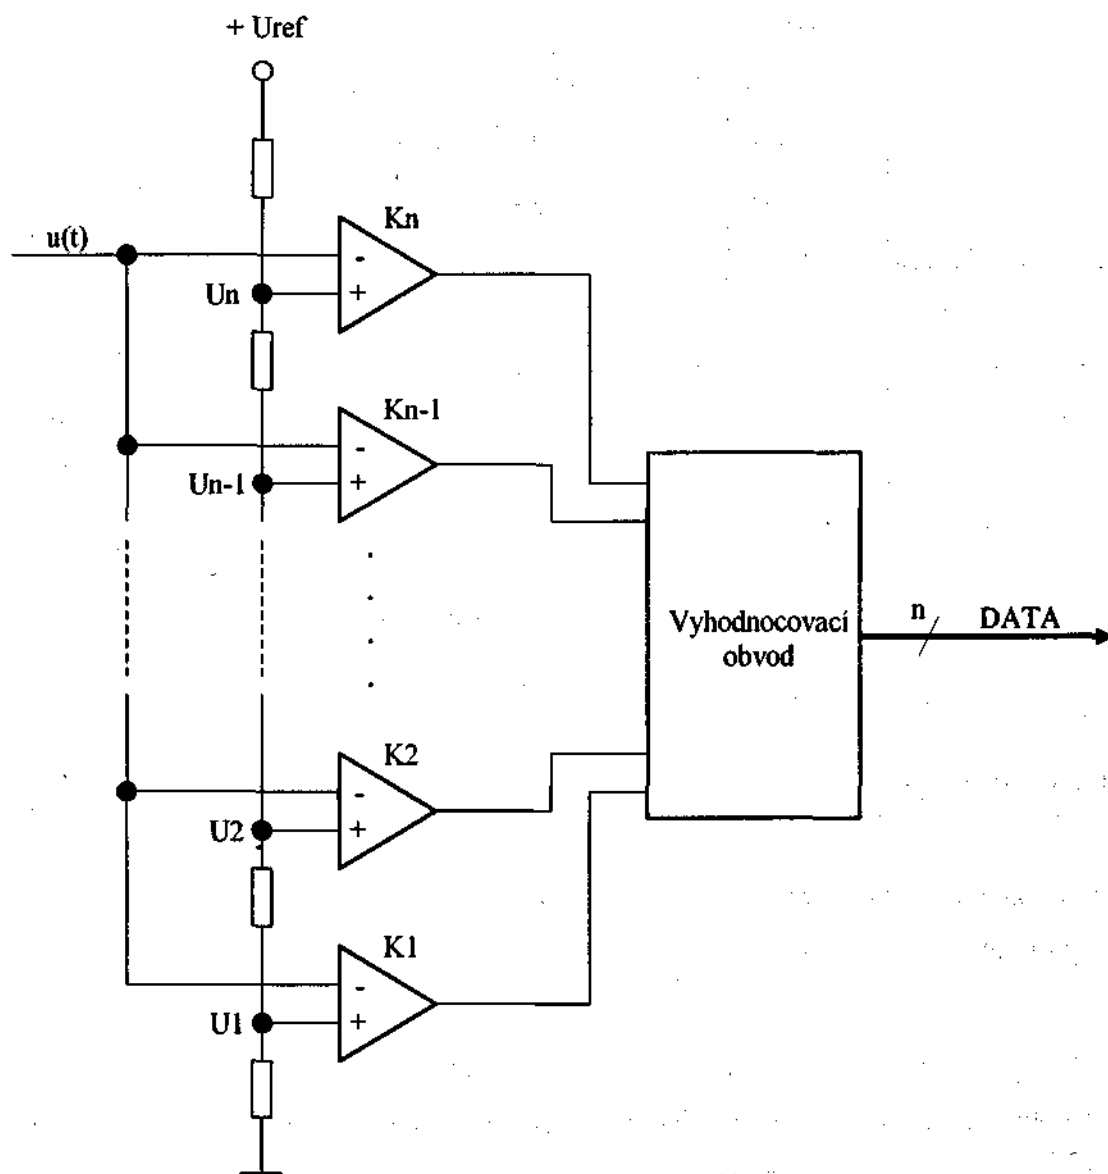 + Uref
u(t)
Kn
-
+
Un
Kn-1
-
+
Un-1
Vyhodnocovací
obvod
n
DATA
K2
-
+
U2
K1
-
+
U1